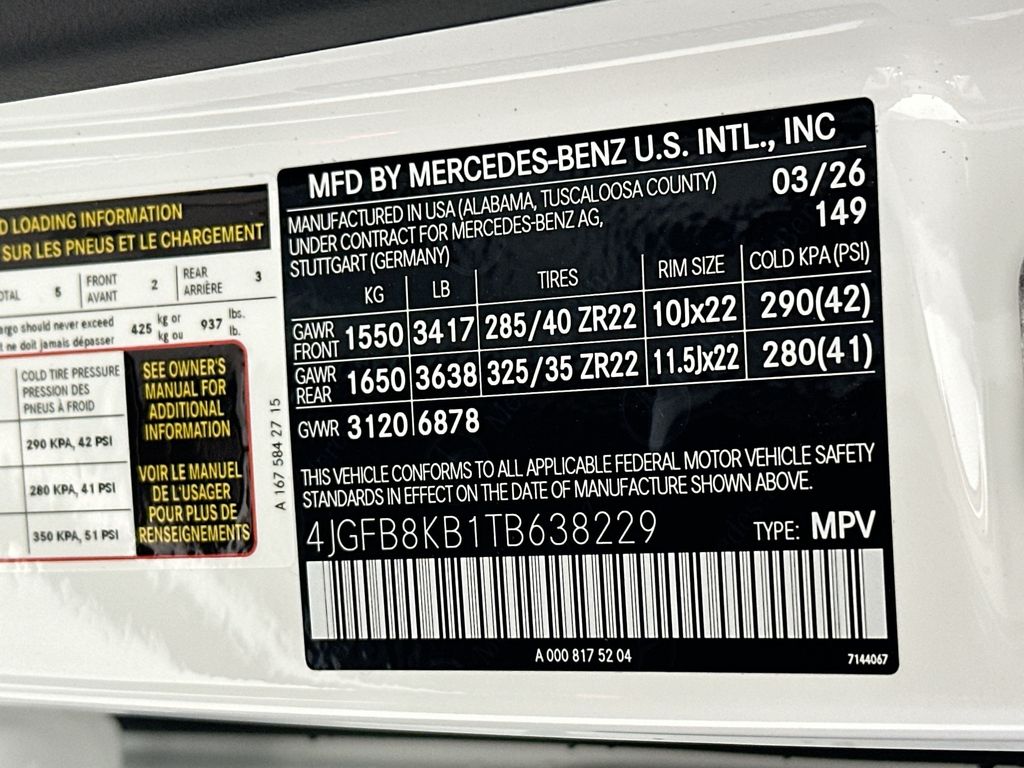 D LOADING INFORMATION
SUR LES PNEUS ET LE CHARGEMENT
OTAL 5 FRONT AVANT 2 REAR ARRIÈRE 3
argo should never exceed 425 kg or 937 lbs.
t ne doit jamais dépasser kg ou lb.
COLD TIRE PRESSURE
PRESSION DES
PNEUS À FROID
290 KPA, 42 PSI
280 KPA, 41 PSI
350 KPA, 51 PSI
SEE OWNER'S
MANUAL FOR
ADDITIONAL
INFORMATION
VOIR LE MANUEL
DE L'USAGER
POUR PLUS DE
RENSEIGNEMENTS
A 167 584 27 15
MFD BY MERCEDES-BENZ U.S. INTL., INC
MANUFACTURED IN USA (ALABAMA, TUSCALOOSA COUNTY) 03/26
UNDER CONTRACT FOR MERCEDES-BENZ AG, 149
STUTTGART (GERMANY)
KG LB TIRES RIM SIZE COLD KPA (PSI)
GAWR FRONT 1550 3417 285/40 ZR22 10Jx22 290(42)
GAWR REAR 1650 3638 325/35 ZR22 11.5Jx22 280(41)
GVWR 3120 6878
THIS VEHICLE CONFORMS TO ALL APPLICABLE FEDERAL MOTOR VEHICLE SAFETY
STANDARDS IN EFFECT ON THE DATE OF MANUFACTURE SHOWN ABOVE.
4JGFB8KB1TB638229 TYPE: MPV
A 000 817 52 04 7144067